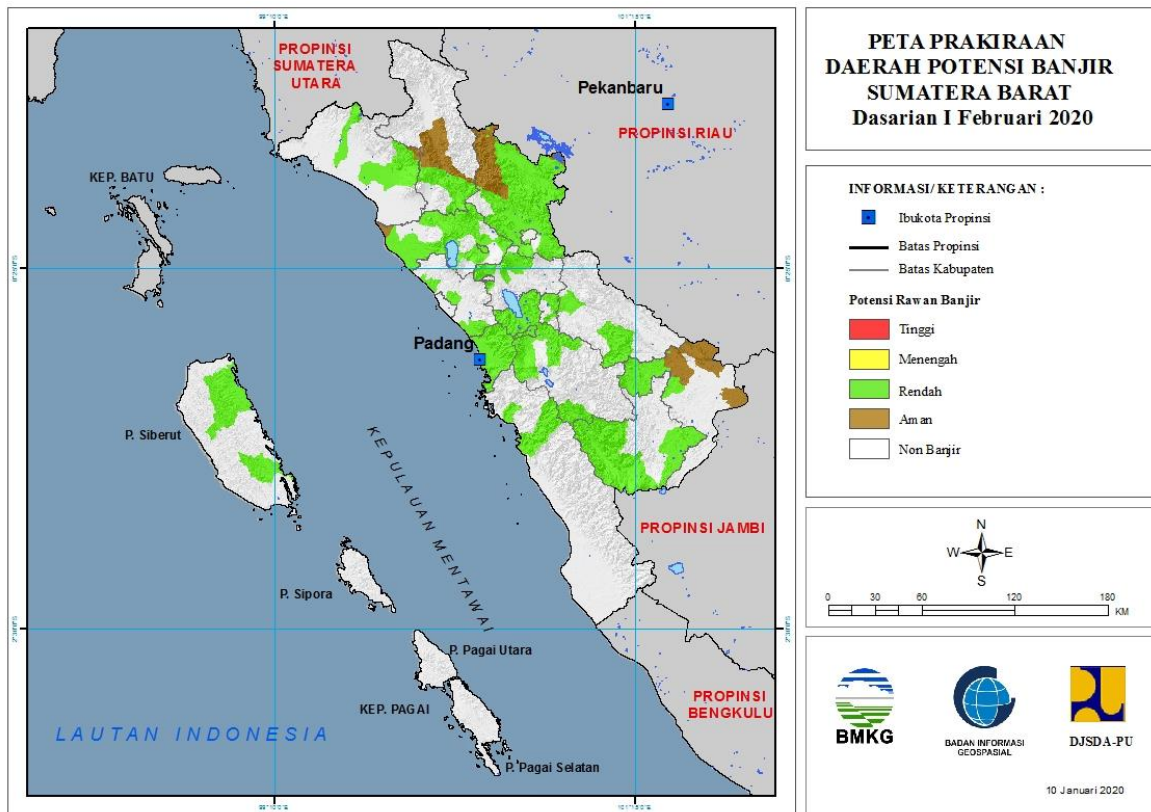 PROPINSI
SUMATERA
UTARA
Pekanbaru
PROPINSI RIAU
KEP. BATU
Padang
P. Siberut
KEPULAUAN MENTAWAI
PROPINSI JAMBI
P. Sipora
P. Pagai Utara
KEP. PAGAI
PROPINSI
BENGKULU
LAUTAN INDONESIA
P. Pagai Selatan
PETA PRAKIRAAN
DAERAH POTENSI BANJIR
SUMATERA BARAT
Dasarian I Februari 2020
INFORMASI/ KETERANGAN :
Ibukota Propinsi
Batas Propinsi
Batas Kabupaten
Potensi Rawan Banjir
Tinggi
Menengah
Rendah
Aman
Non Banjir
N
W E
S
0 30 60 120 180
KM
BMKG
BADAN INFORMASI
GEOSPASIAL
DJSDA-PU
10 Januari 2020